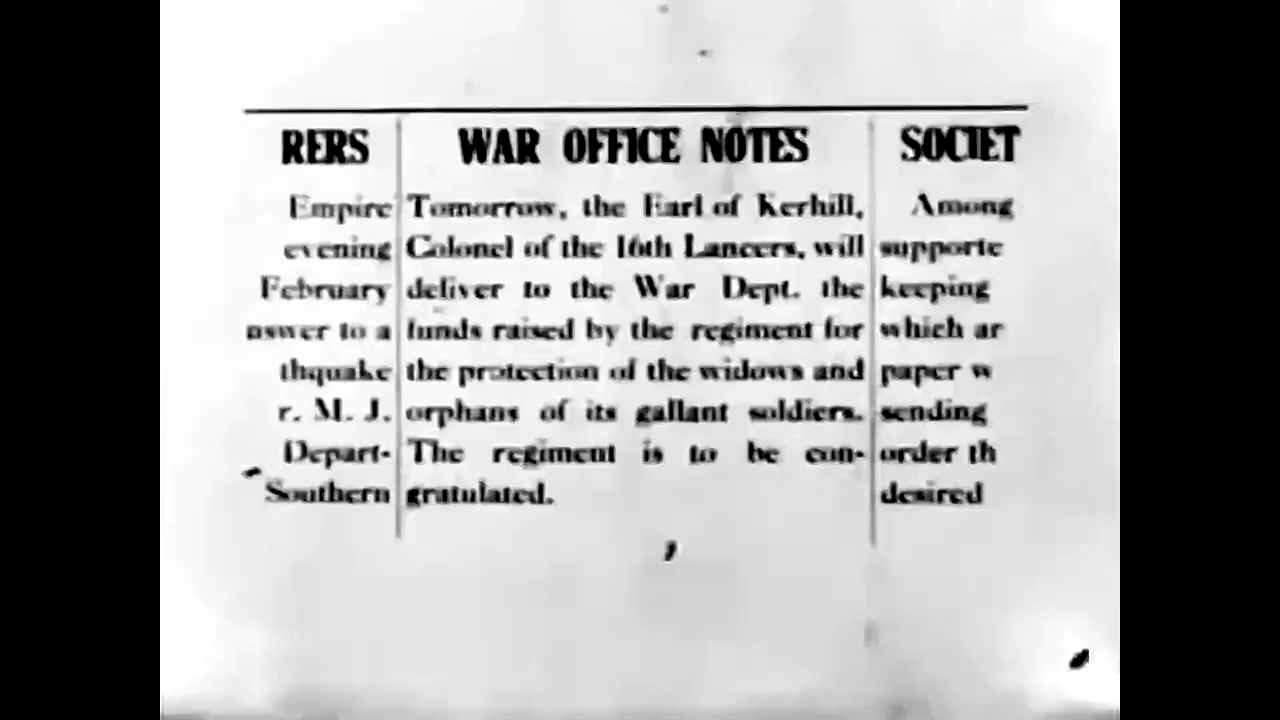 RERS
Empire
evening
February
nswer to a
thquake
r. M. J.
Depart-
Southern
WAR OFFICE NOTES
Tomorrow, the Earl of Kerhill,
Colonel of the 16th Lancers, will
deliver to the War Dept. the
funds raised by the regiment for
the protection of the widows and
orphans of its gallant soldiers.
The regiment is to be con-
gratulated.
SOCIET
Among
supporte
keeping
which ar
paper w
sending
order th
desired